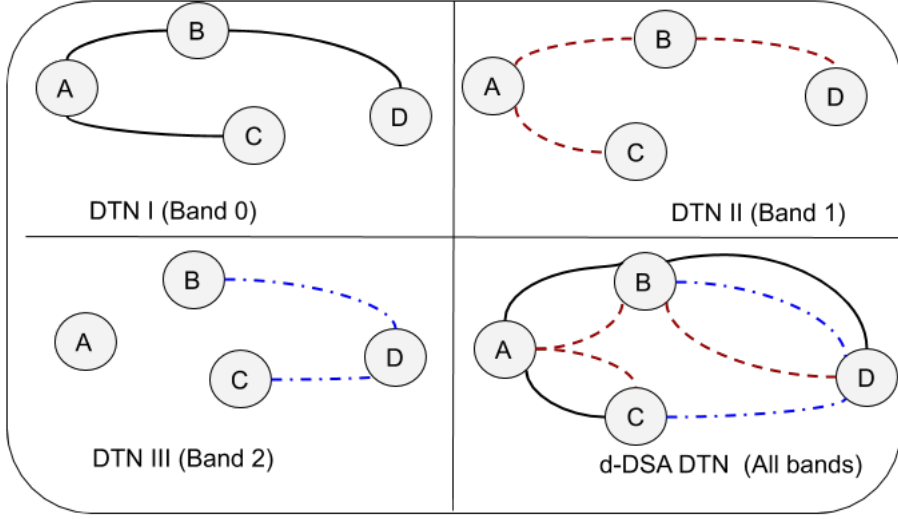 B
A
D
C
DTN I (Band 0)
B
A
D
C
DTN II (Band 1)
B
A
D
C
DTN III (Band 2)
B
A
D
C
d-DSA DTN (All bands)